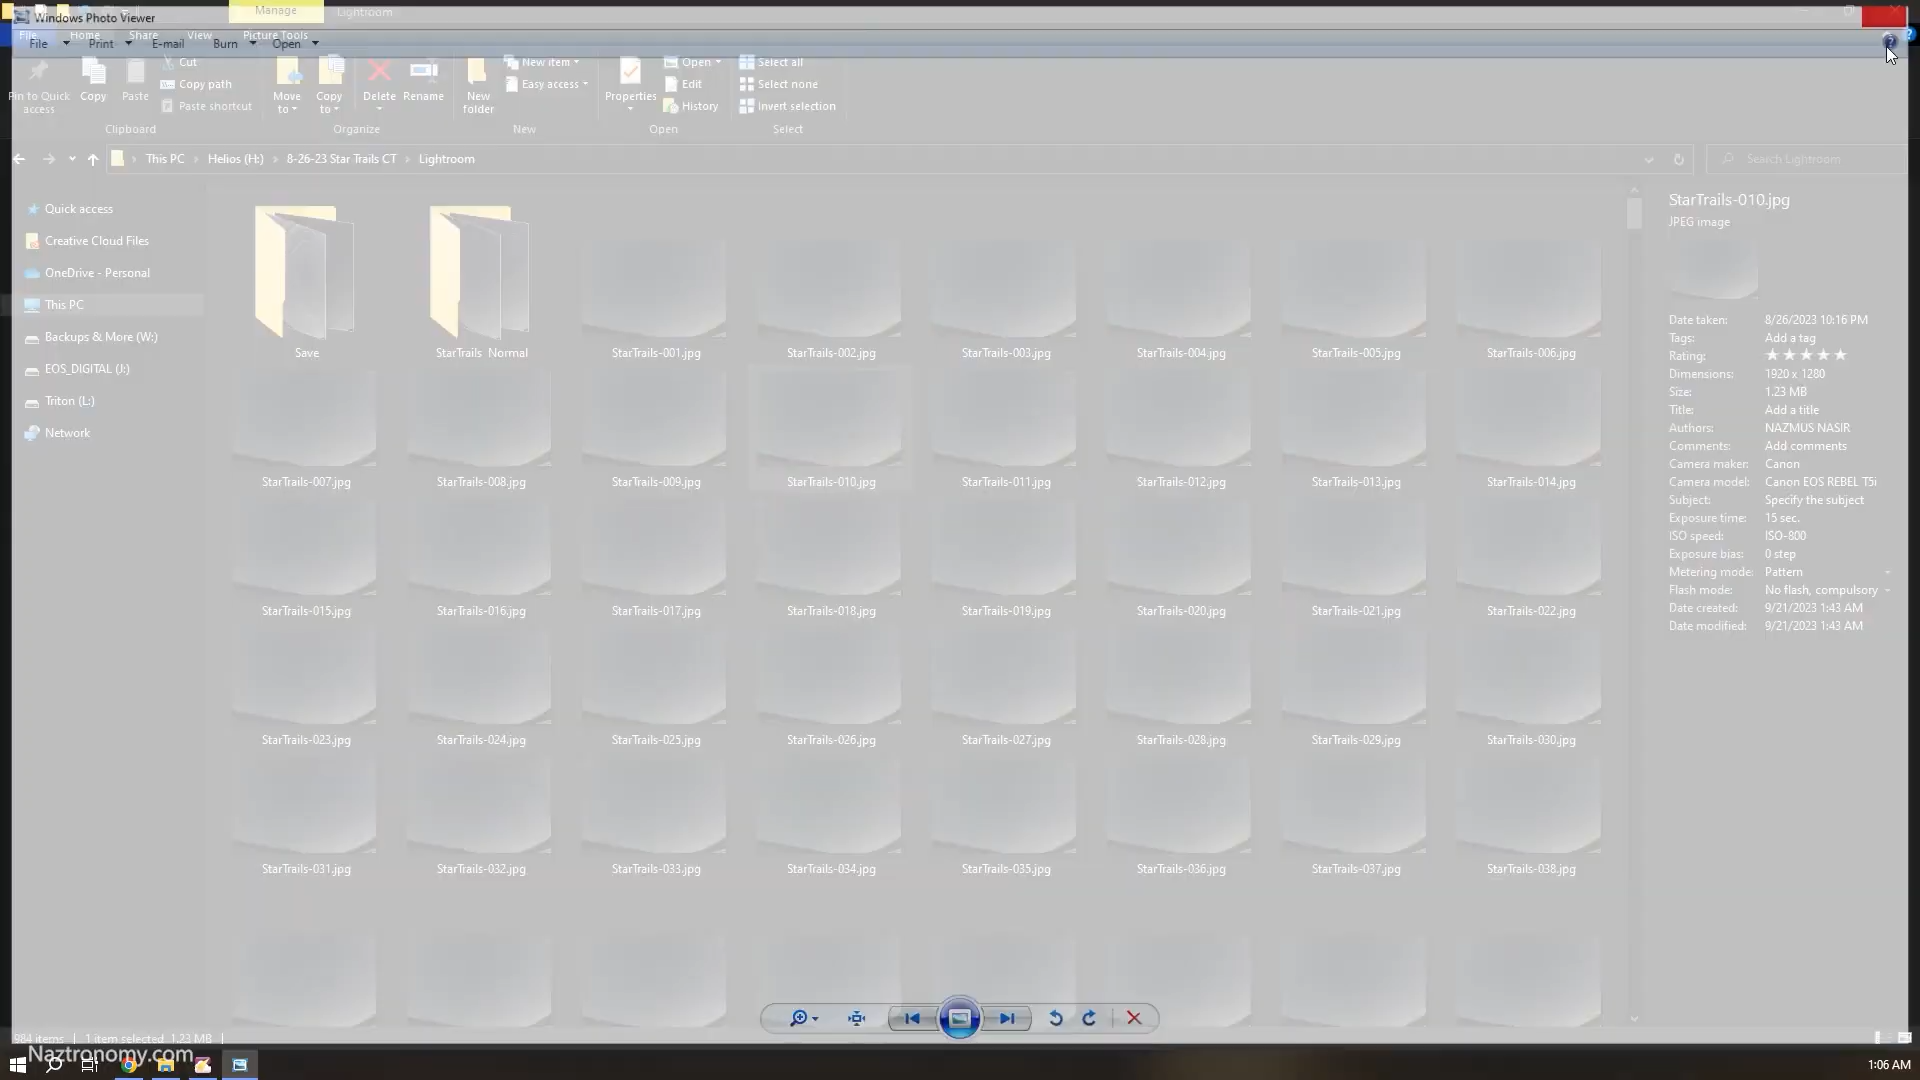 Windows Photo Viewer
Manage
Lightroom
File Home Share View Picture Tools
File Print E-mail Burn Open
Pin to Quick access
Copy
Paste
Cut
Copy path
Paste shortcut
Clipboard
Move to
Copy to
Delete
Rename
Organize
New folder
New item
Easy access
New
Properties
Open
Edit
History
Open
Select all
Select none
Invert selection
Select
This PC
Helios (H:)
8-26-23 Star Trails CT
Lightroom
Search Lightroom
Quick access
Creative Cloud Files
OneDrive - Personal
This PC
Backups & More (W:)
EOS_DIGITAL (J:)
Triton (L:)
Network
Save
StarTrails Normal
StarTrails-001.jpg
StarTrails-002.jpg
StarTrails-003.jpg
StarTrails-004.jpg
StarTrails-005.jpg
StarTrails-006.jpg
StarTrails-007.jpg
StarTrails-008.jpg
StarTrails-009.jpg
StarTrails-010.jpg
StarTrails-011.jpg
StarTrails-012.jpg
StarTrails-013.jpg
StarTrails-014.jpg
StarTrails-015.jpg
StarTrails-016.jpg
StarTrails-017.jpg
StarTrails-018.jpg
StarTrails-019.jpg
StarTrails-020.jpg
StarTrails-021.jpg
StarTrails-022.jpg
StarTrails-023.jpg
StarTrails-024.jpg
StarTrails-025.jpg
StarTrails-026.jpg
StarTrails-027.jpg
StarTrails-028.jpg
StarTrails-029.jpg
StarTrails-030.jpg
StarTrails-031.jpg
StarTrails-032.jpg
StarTrails-033.jpg
StarTrails-034.jpg
StarTrails-035.jpg
StarTrails-036.jpg
StarTrails-037.jpg
StarTrails-038.jpg
StarTrails-010.jpg
JPEG image
Date taken: 8/26/2023 10:16 PM
Tags: Add a tag
Rating:
Dimensions: 1920 x 1280
Size: 1.23 MB
Title: Add a title
Authors: NAZMUS NASIR
Comments: Add comments
Camera maker: Canon
Camera model: Canon EOS REBEL T5i
Subject: Specify the subject
Exposure time: 15 sec.
ISO speed: ISO-800
Exposure bias: 0 step
Metering mode: Pattern
Flash mode: No flash, compulsory
Date created: 9/21/2023 1:43 AM
Date modified: 9/21/2023 1:43 AM
984 items 1 item selected 1.23 MB
Naztronomy.com
1:06 AM